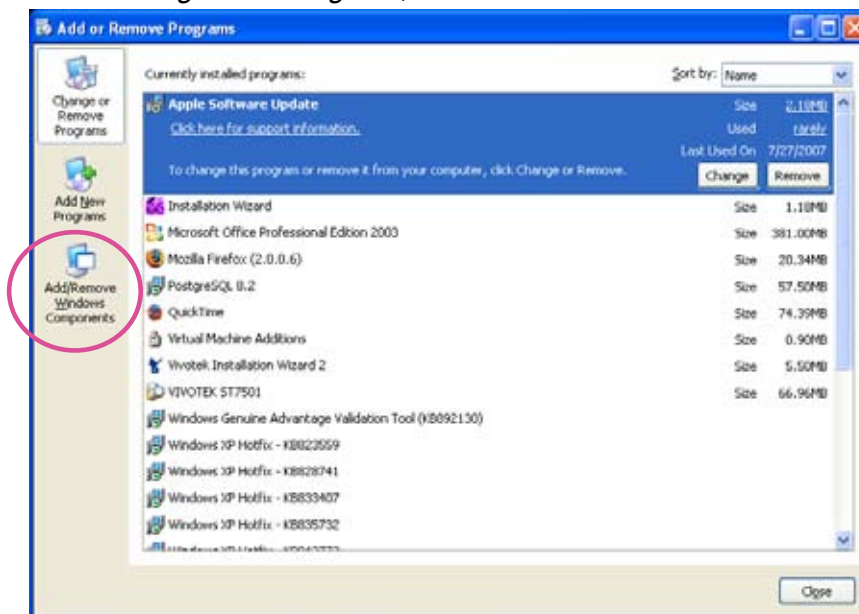 Add or Remove Programs
Change or
Remove
Programs
Add New
Programs
Add/Remove
Windows
Components
Currently installed programs:
Sort by: Name
Apple Software Update
Size 2.18MB
Click here for support information.
Used rarely
Last Used On 7/27/2007
To change this program or remove it from your computer, click Change or Remove.
Change Remove
Installation Wizard Size 1.18MB
Microsoft Office Professional Edition 2003 Size 381.00MB
Mozilla Firefox (2.0.0.6) Size 20.34MB
PostgreSQL 8.2 Size 57.50MB
QuickTime Size 74.39MB
Virtual Machine Additions Size 0.90MB
Vivotek Installation Wizard 2 Size 5.50MB
VIVOTEK ST7501 Size 66.96MB
Windows Genuine Advantage Validation Tool (KB892130)
Windows XP Hotfix - KB823559
Windows XP Hotfix - KB828741
Windows XP Hotfix - KB833407
Windows XP Hotfix - KB835732
Close